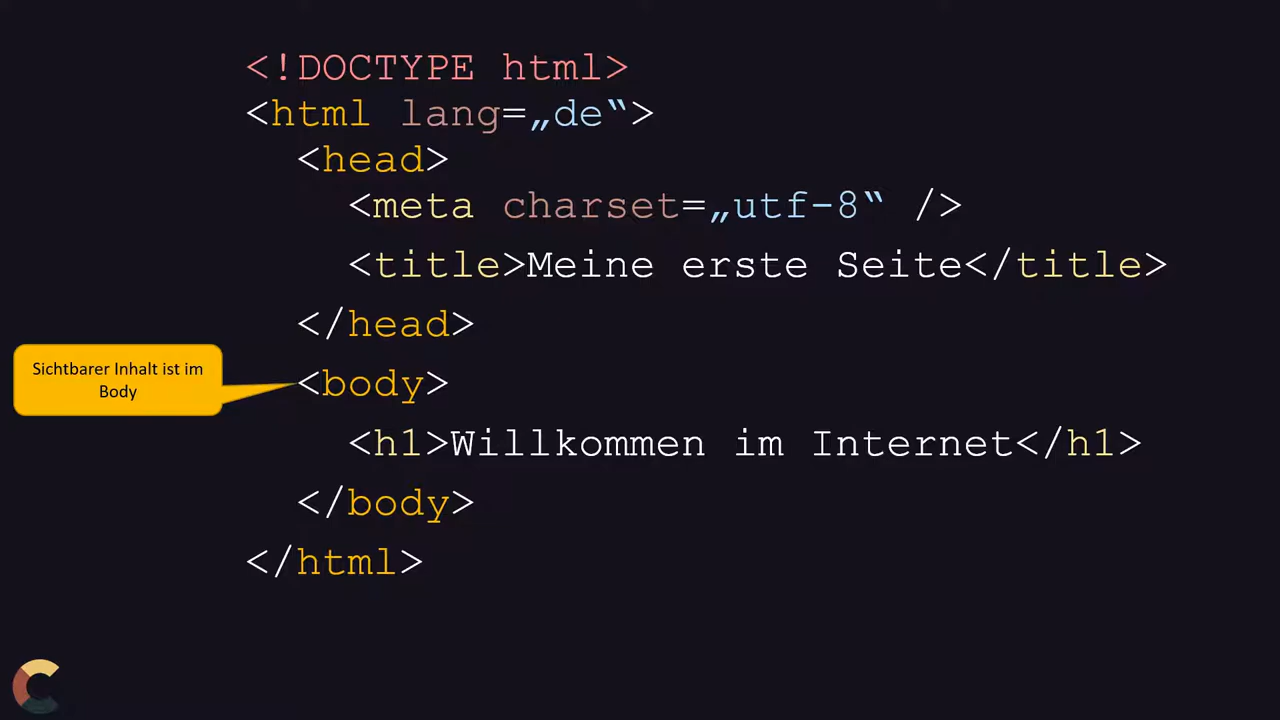 <!DOCTYPE html>
<html lang=„de“>
<head>
<meta charset=„utf-8“ />
<title>Meine erste Seite</title>
</head>
Sichtbarer Inhalt ist im
Body
<body>
<h1>Willkommen im Internet</h1>
</body>
</html>